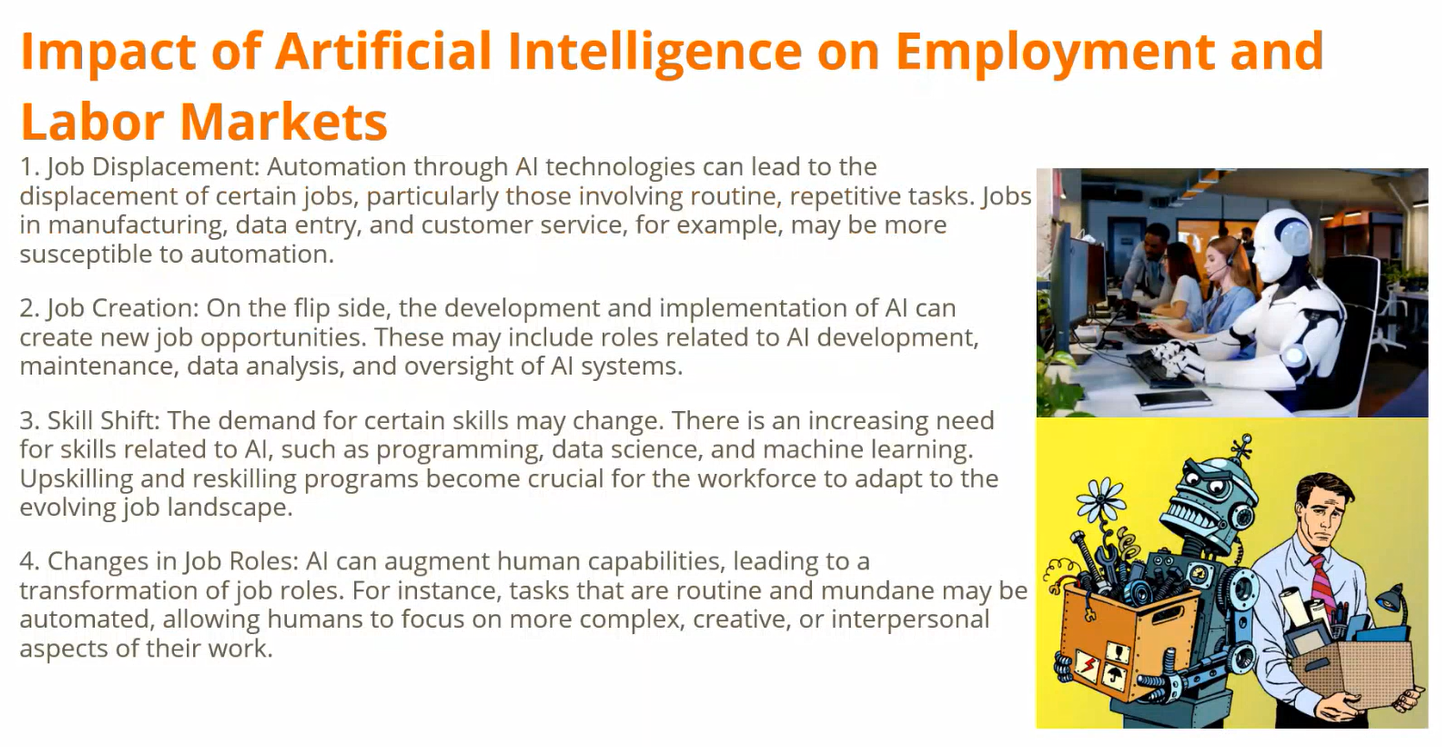 Impact of Artificial Intelligence on Employment and
Labor Markets
1. Job Displacement: Automation through AI technologies can lead to the
displacement of certain jobs, particularly those involving routine, repetitive tasks. Jobs
in manufacturing, data entry, and customer service, for example, may be more
susceptible to automation.
2. Job Creation: On the flip side, the development and implementation of AI can
create new job opportunities. These may include roles related to AI development,
maintenance, data analysis, and oversight of AI systems.
3. Skill Shift: The demand for certain skills may change. There is an increasing need
for skills related to AI, such as programming, data science, and machine learning.
Upskilling and reskilling programs become crucial for the workforce to adapt to the
evolving job landscape.
4. Changes in Job Roles: AI can augment human capabilities, leading to a
transformation of job roles. For instance, tasks that are routine and mundane may be
automated, allowing humans to focus on more complex, creative, or interpersonal
aspects of their work.